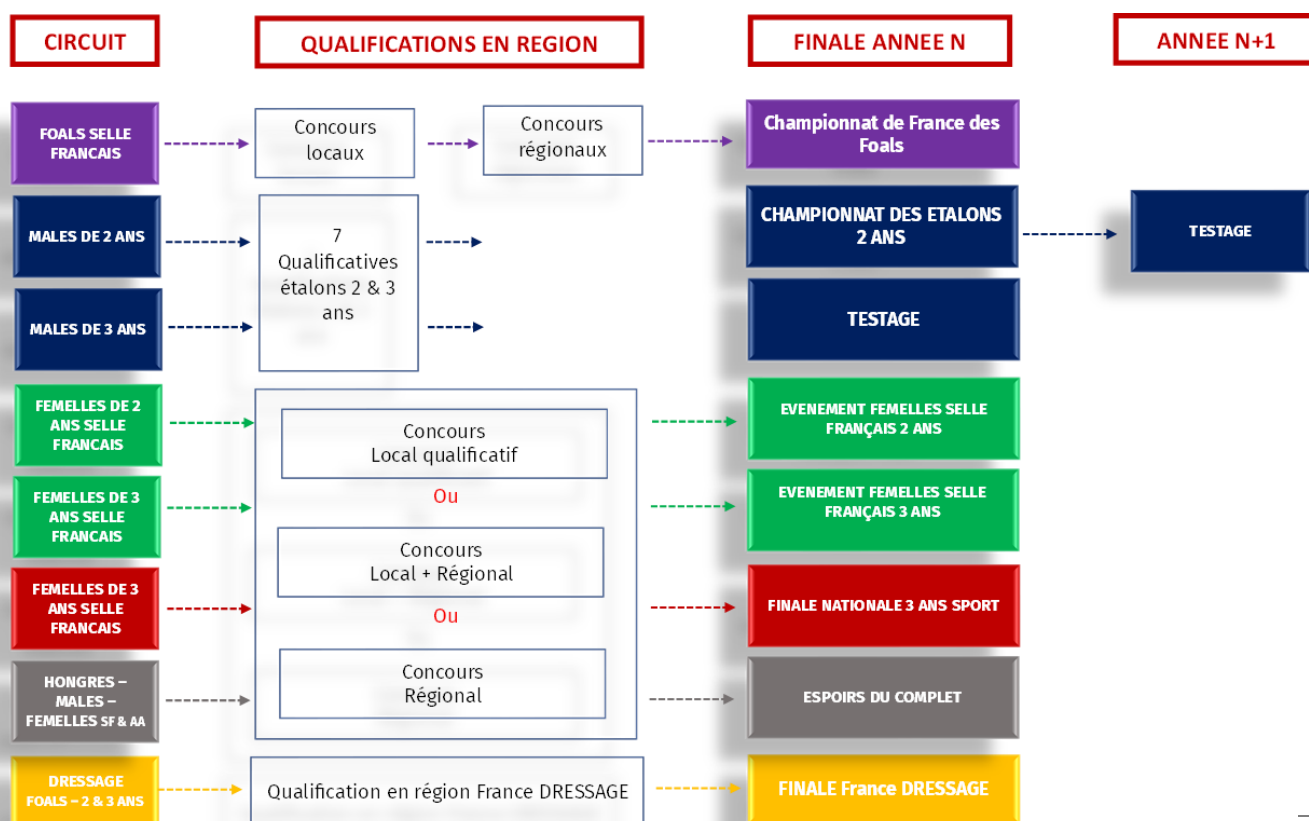 CIRCUIT
QUALIFICATIONS EN REGION
FINALE ANNEE N
ANNEE N+1
FOALS SELLE
FRANCAIS
Concours
locaux
Concours
régionaux
Championnat de France des
Foals
MALES DE 2 ANS
7
Qualificatives
étalons 2 & 3
ans
CHAMPIONNAT DES ETALONS
2 ANS
TESTAGE
MALES DE 3 ANS
TESTAGE
FEMELLES DE 2
ANS SELLE
FRANCAIS
Concours
Local qualificatif
EVENEMENT FEMELLES SELLE
FRANÇAIS 2 ANS
Ou
FEMELLES DE 3
ANS SELLE
FRANCAIS
EVENEMENT FEMELLES SELLE
FRANÇAIS 3 ANS
Concours
Local + Régional
FEMELLES DE 3
ANS SELLE
FRANCAIS
Ou
FINALE NATIONALE 3 ANS SPORT
HONGRES –
MALES –
FEMELLES SF & AA
Concours
Régional
ESPOIRS DU COMPLET
DRESSAGE
FOALS – 2 & 3 ANS
Qualification en région France DRESSAGE
FINALE France DRESSAGE